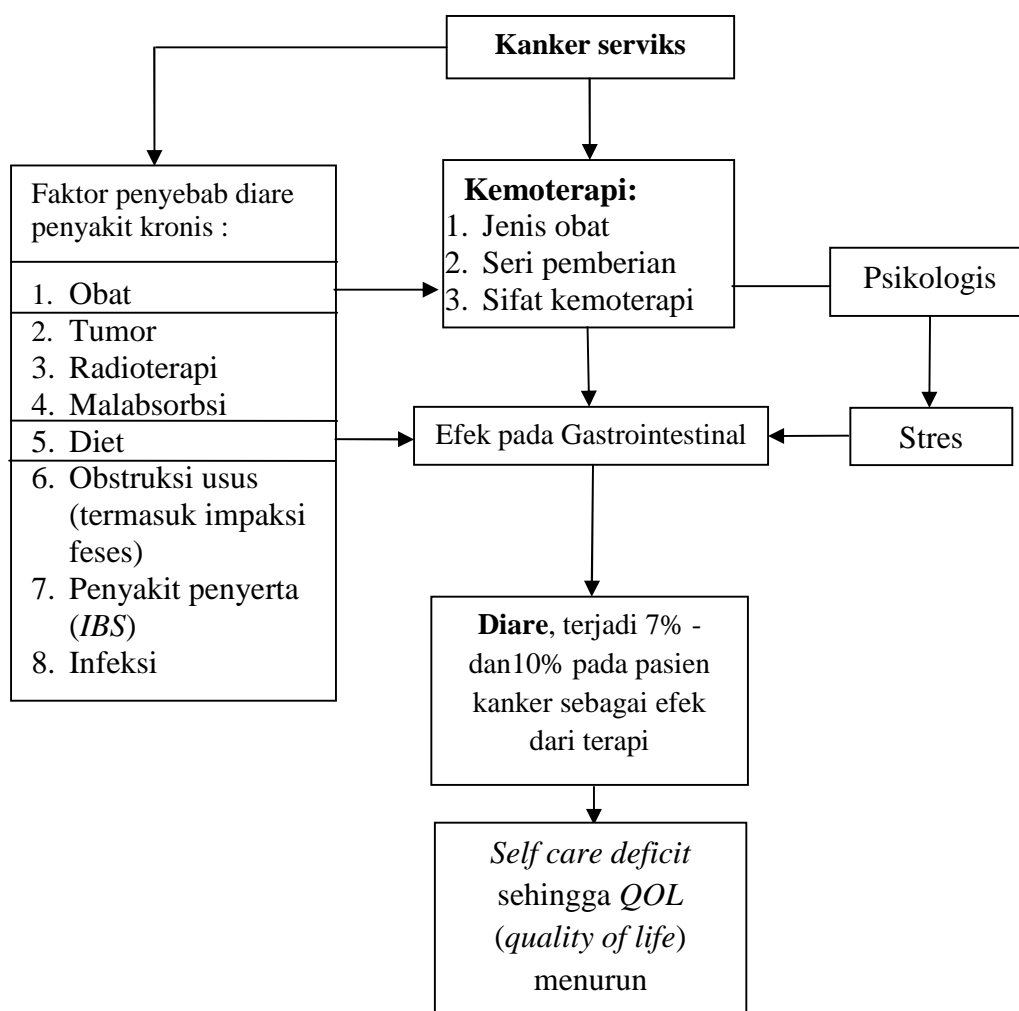 Kanker serviks
Faktor penyebab diare
penyakit kronis :
1. Obat
2. Tumor
3. Radioterapi
4. Malabsorbsi
5. Diet
6. Obstruksi usus
(termasuk impaksi
feses)
7. Penyakit penyerta
(IBS)
8. Infeksi
Kemoterapi:
1. Jenis obat
2. Seri pemberian
3. Sifat kemoterapi
Psikologis
Efek pada Gastrointestinal
Stres
Diare, terjadi 7% -
dan10% pada pasien
kanker sebagai efek
dari terapi
Self care deficit
sehingga QOL
(quality of life)
menurun